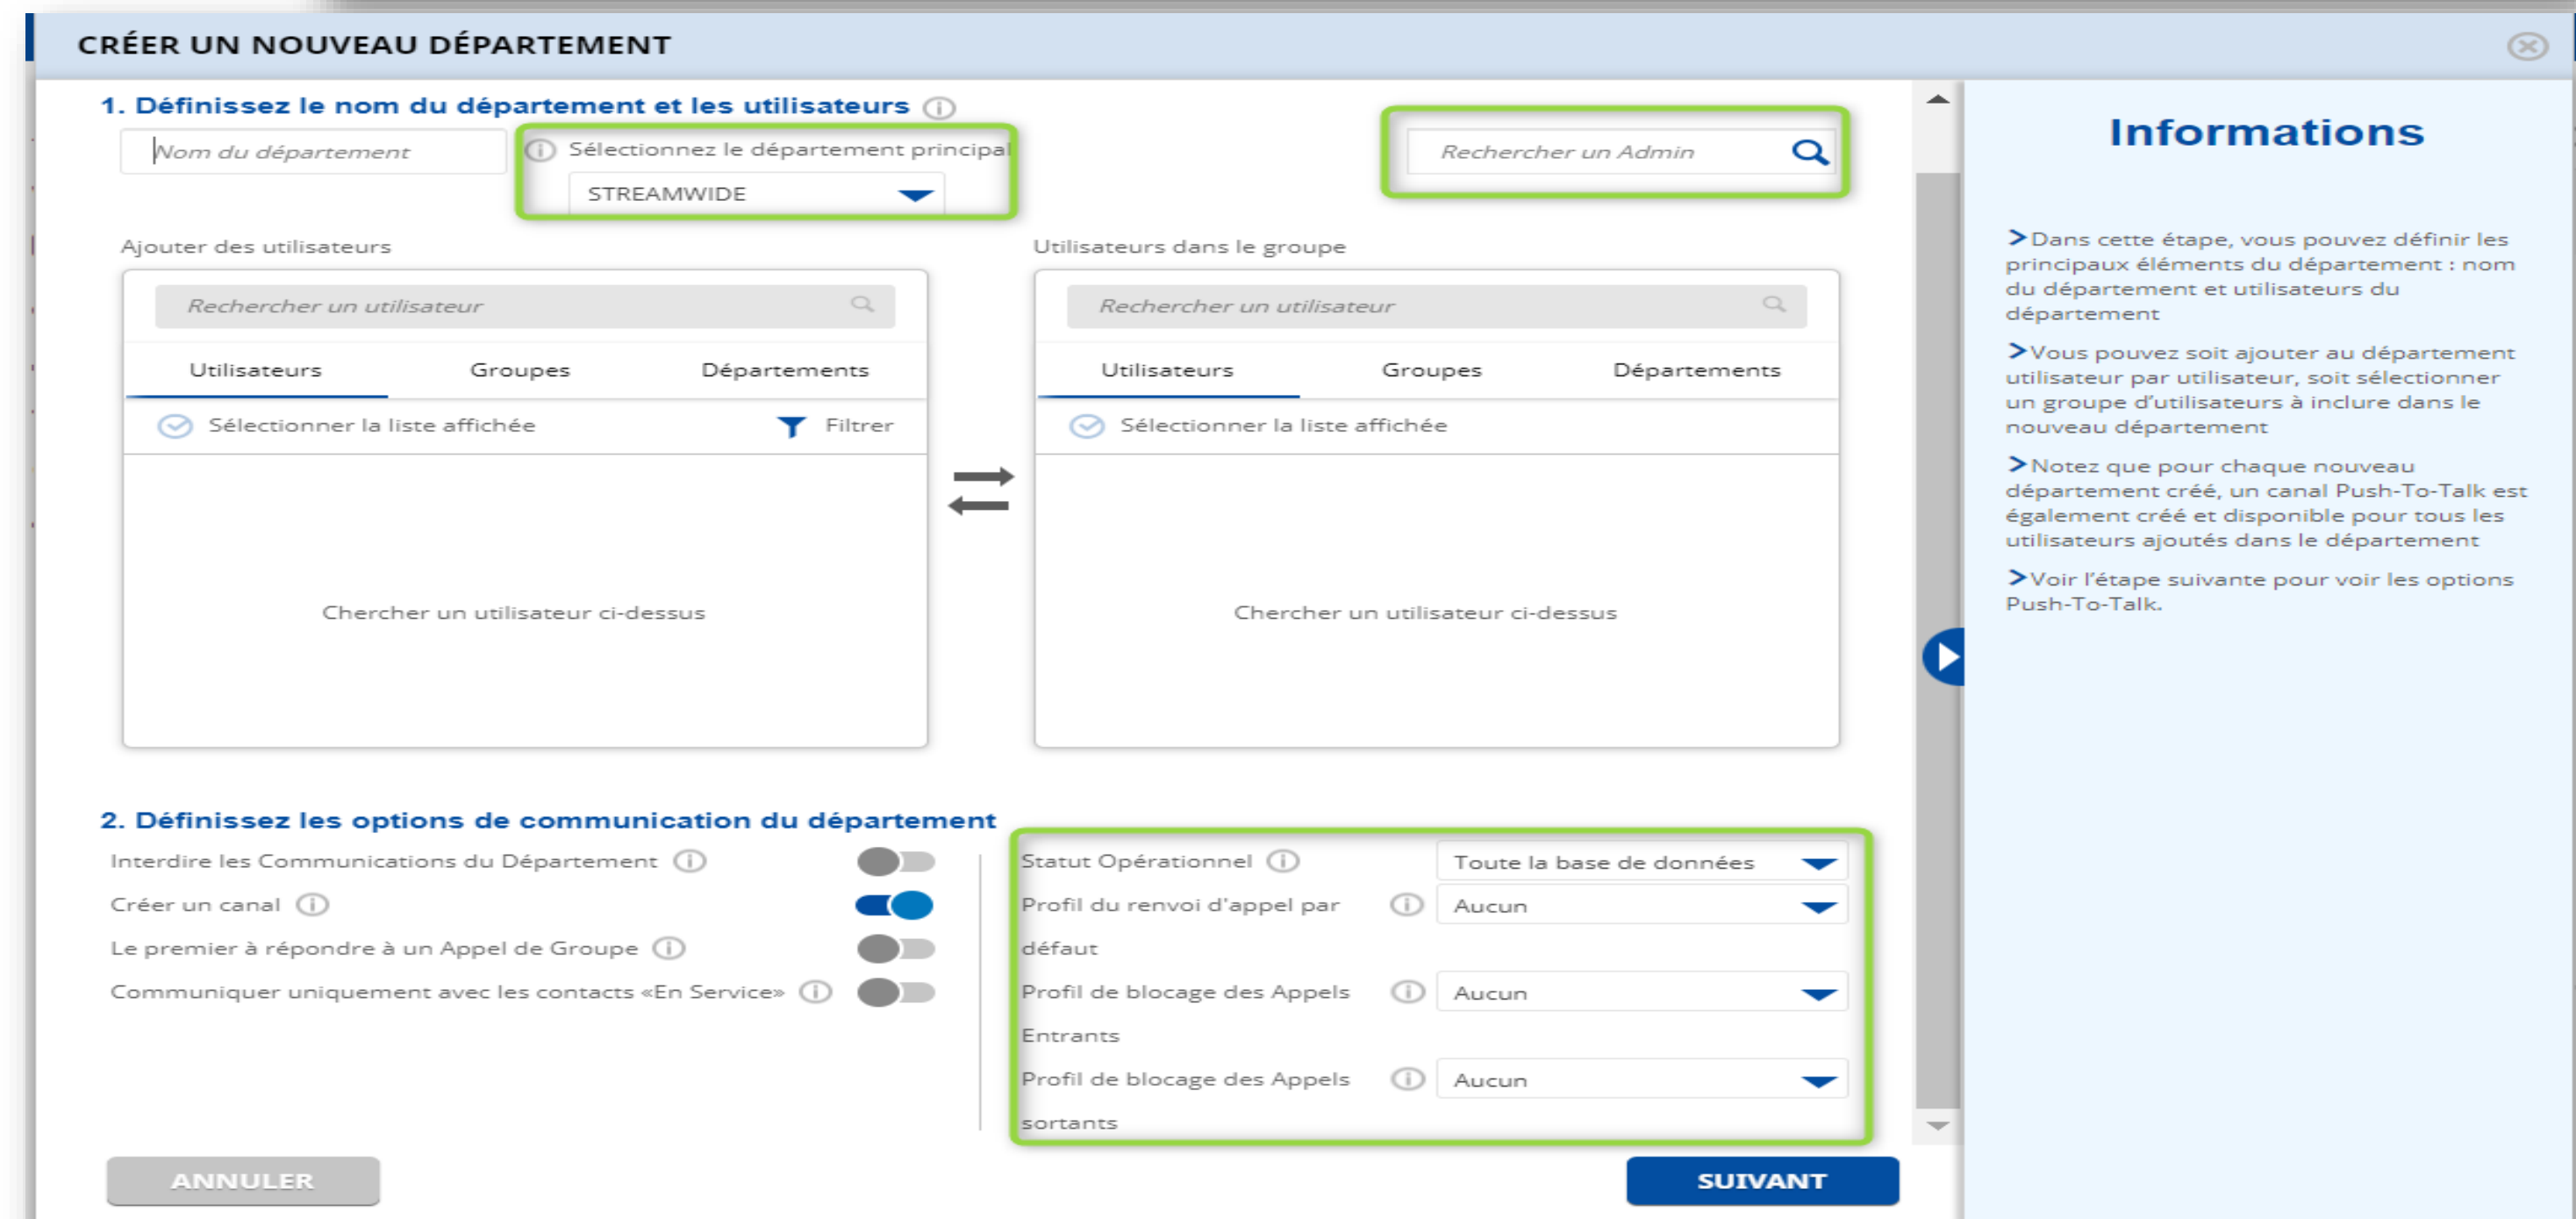 CRÉER UN NOUVEAU DÉPARTEMENT
1. Définissez le nom du département et les utilisateurs
Nom du département
Sélectionnez le département principal
STREAMWIDE
Rechercher un Admin
Ajouter des utilisateurs
Rechercher un utilisateur
Utilisateurs Groupes Départements
Sélectionner la liste affichée Filtrer
Chercher un utilisateur ci-dessus
Utilisateurs dans le groupe
Rechercher un utilisateur
Utilisateurs Groupes Départements
Sélectionner la liste affichée
Chercher un utilisateur ci-dessus
2. Définissez les options de communication du département
Interdire les Communications du Département
Créer un canal
Le premier à répondre à un Appel de Groupe
Communiquer uniquement avec les contacts «En Service»
Statut Opérationnel Toute la base de données
Profil du renvoi d'appel par Aucun
défaut
Profil de blocage des Appels Aucun
Entrants
Profil de blocage des Appels Aucun
sortants
ANNULER
SUIVANT
Informations
Dans cette étape, vous pouvez définir les
principaux éléments du département : nom
du département et utilisateurs du
département
Vous pouvez soit ajouter au département
utilisateur par utilisateur, soit sélectionner
un groupe d’utilisateurs à inclure dans le
nouveau département
Notez que pour chaque nouveau
département créé, un canal Push-To-Talk est
également créé et disponible pour tous les
utilisateurs ajoutés dans le département
Voir l’étape suivante pour voir les options
Push-To-Talk.